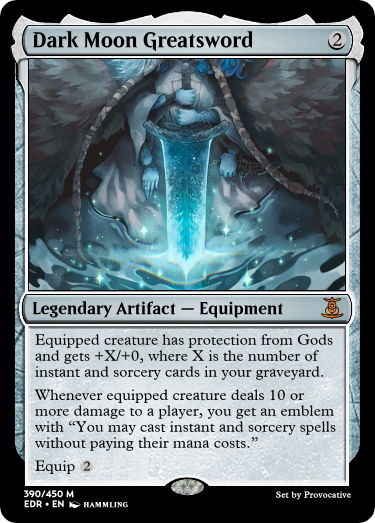 Dark Moon Greatsword 2
Legendary Artifact — Equipment
Equipped creature has protection from Gods
and gets +X/+0, where X is the number of
instant and sorcery cards in your graveyard.
Whenever equipped creature deals 10 or
more damage to a player, you get an emblem
with “You may cast instant and sorcery spells
without paying their mana costs.”
Equip 2
390/450 M
EDR • EN HAMMLING
Set by Provocative